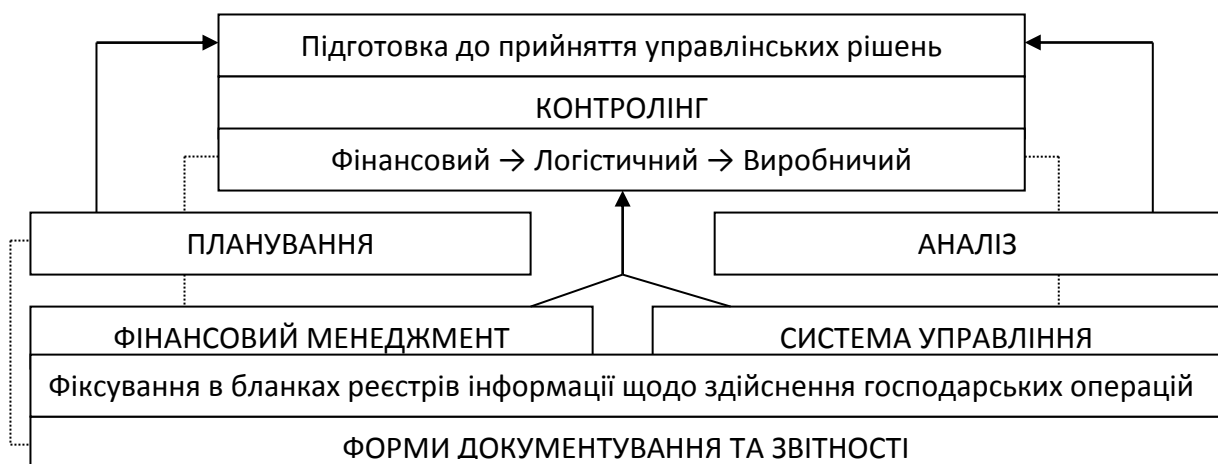 Підготовка до прийняття управлінських рішень
КОНТРОЛІНГ
Фінансовий → Логістичний → Виробничий
ПЛАНУВАННЯ
АНАЛІЗ
ФІНАНСОВИЙ МЕНЕДЖМЕНТ
СИСТЕМА УПРАВЛІННЯ
Фіксування в бланках реєстрів інформації щодо здійснення господарських операцій
ФОРМИ ДОКУМЕНТУВАННЯ ТА ЗВІТНОСТІ